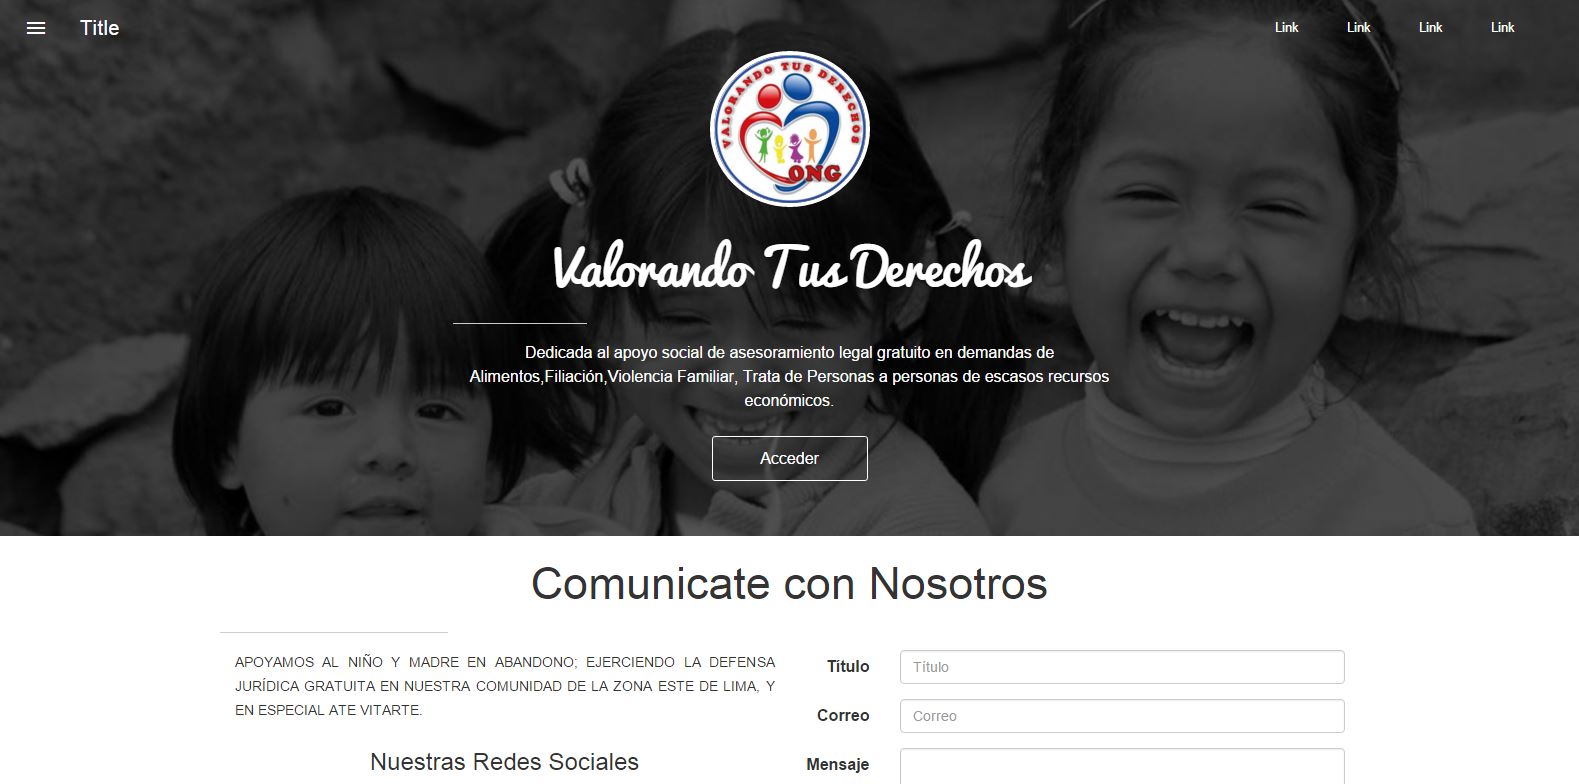 Title
Link
Link
Link
Link
VALORANDO TUS DERECHOS
ONG
Valorando Tus Derechos
Dedicada al apoyo social de asesoramiento legal gratuito en demandas de
Alimentos,Filiación,Violencia Familiar, Trata de Personas a personas de escasos recursos
económicos.
Acceder
Comunicate con Nosotros
APOYAMOS AL NIÑO Y MADRE EN ABANDONO; EJERCIENDO LA DEFENSA
JURÍDICA GRATUITA EN NUESTRA COMUNIDAD DE LA ZONA ESTE DE LIMA, Y
EN ESPECIAL ATE VITARTE.
Nuestras Redes Sociales
Título
Título
Correo
Correo
Mensaje